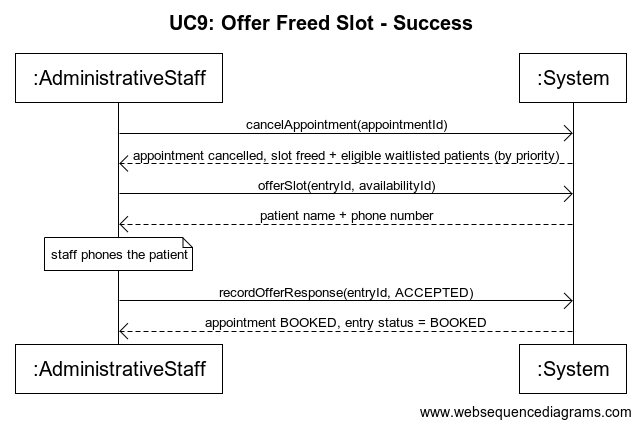 UC9: Offer Freed Slot - Success
:AdministrativeStaff
:System
cancelAppointment(appointmentId)
appointment cancelled, slot freed + eligible waitlisted patients (by priority)
offerSlot(entryId, availabilityId)
patient name + phone number
staff phones the patient
recordOfferResponse(entryId, ACCEPTED)
appointment BOOKED, entry status = BOOKED
:AdministrativeStaff
:System
www.websequencediagrams.com